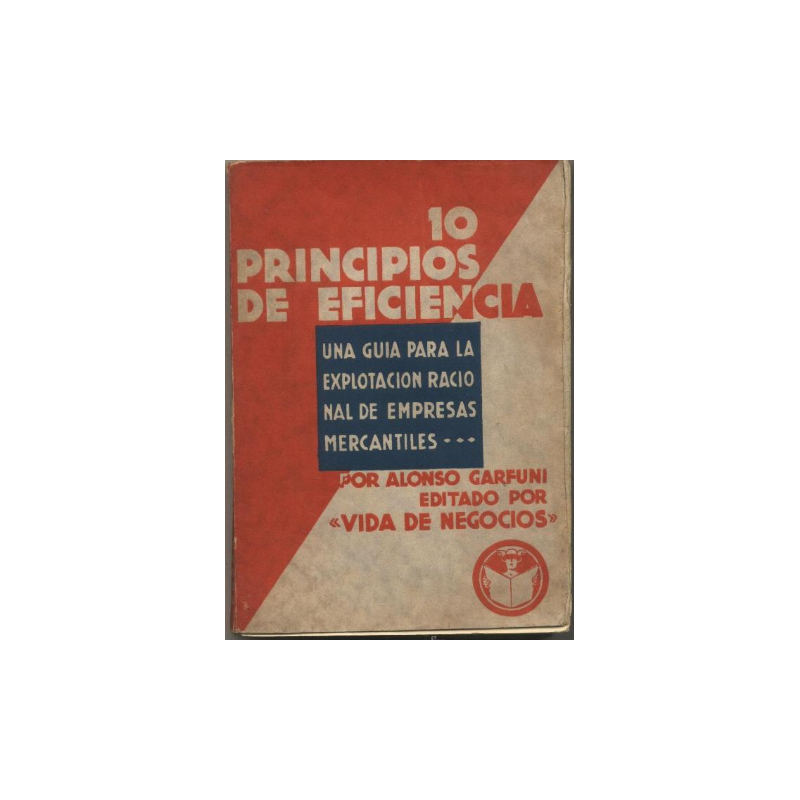 10
PRINCIPIOS
DE EFICIENCIA
UNA GUIA PARA LA
EXPLOTACION RACIO
NAL DE EMPRESAS
MERCANTILES ---
POR ALONSO GARFUNI
EDITADO POR
«VIDA DE NEGOCIOS»